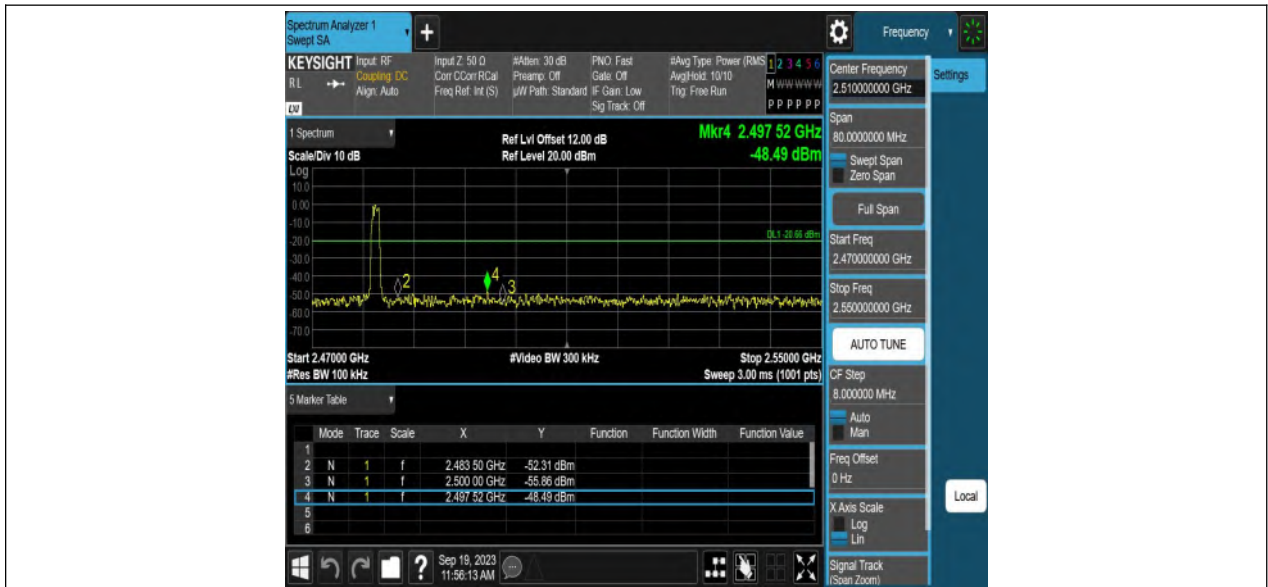 Spectrum Analyzer 1
Swept SA
+
Frequency
KEYSIGHT
RL
LXI
Input: RF
Coupling: DC
Align: Auto
Input Z: 50 Ω
Corr CCorr RCal
Freq Ref: Int (S)
#Atten: 30 dB
Preamp: Off
µW Path: Standard
PNO: Fast
Gate: Off
IF Gain: Low
Sig Track: Off
#Avg Type: Power (RMS
Avg|Hold: 10/10
Trig: Free Run
1 2 3 4 5 6
M W W W W W
P P P P P P
Center Frequency
2.510000000 GHz
Settings
Span
80.0000000 MHz
Swept Span
Zero Span
Full Span
Start Freq
2.470000000 GHz
Stop Freq
2.550000000 GHz
AUTO TUNE
CF Step
8.000000 MHz
Auto
Man
Freq Offset
0 Hz
X Axis Scale
Log
Lin
Signal Track
(Span Zoom)
Local
1 Spectrum
Scale/Div 10 dB
Ref Lvl Offset 12.00 dB
Ref Level 20.00 dBm
Mkr4 2.497 52 GHz
-48.49 dBm
Log
10.0
0.00
-10.0
-20.0
-30.0
-40.0
-50.0
-60.0
-70.0
DL1 -20.66 dBm
2
4
3
Start 2.47000 GHz
#Video BW 300 kHz
Stop 2.55000 GHz
#Res BW 100 kHz
Sweep 3.00 ms (1001 pts)
5 Marker Table
Mode Trace Scale X Y Function Function Width Function Value
1
2 N 1 f 2.483 50 GHz -52.31 dBm
3 N 1 f 2.500 00 GHz -55.86 dBm
4 N 1 f 2.497 52 GHz -48.49 dBm
5
6
?
Sep 19, 2023
11:56:13 AM